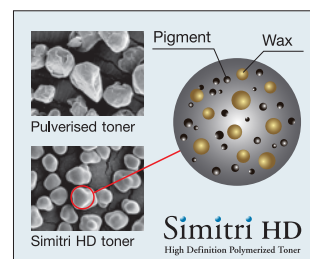 Pigment
Wax
Pulverised toner
Simitri HD toner
Simitri HD
High Definition Polymerized Toner